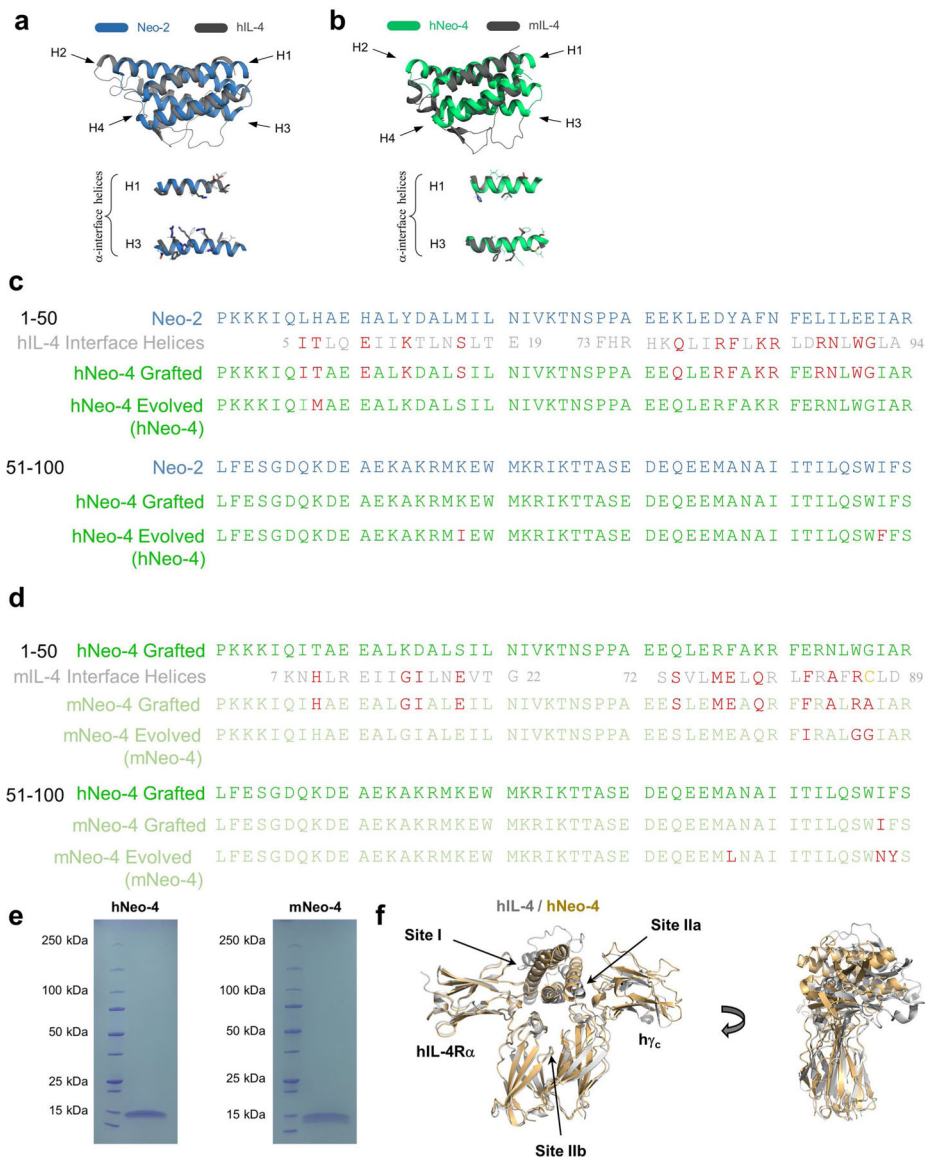 a
Neo-2 hIL-4
H2 H1
H4 H3
α-interface helices
H1
H3
b
hNeo-4 mIL-4
H2 H1
H4 H3
α-interface helices
H1
H3
c
1-50 Neo-2 PKKKIQLHAE HALYDALMIL NIVKTNSPPA EEKLEDYAFN FELILEEIAR
hIL-4 Interface Helices 5 ITLQ EIIKTLNSLT E 19 73 FHR HKQLIRFLKR LDRNLWGLA 94
hNeo-4 Grafted PKKKIQITAE EALKDALSIL NIVKTNSPPA EEQLERFAKR FERNLWGIAR
hNeo-4 Evolved PKKKIQIMAE EALKDALSIL NIVKTNSPPA EEQLERFAKR FERNLWGIAR
(hNeo-4)
51-100 Neo-2 LFESGDQKDE AEKAKRMKEW MKRIKTTASE DEQEEMANAI ITILQSWIFS
hNeo-4 Grafted LFESGDQKDE AEKAKRMKEW MKRIKTTASE DEQEEMANAI ITILQSWIFS
hNeo-4 Evolved LFESGDQKDE AEKAKRMIEW MKRIKTTASE DEQEEMANAI ITILQSWFFS
(hNeo-4)
d
1-50 hNeo-4 Grafted PKKKIQITAE EALKDALSIL NIVKTNSPPA EEQLERFAKR FERNLWGIAR
mIL-4 Interface Helices 7 KNHLRE IIGILNEVT G 22 72 SSVLMELQRL FRAFRCLD 89
mNeo-4 Grafted PKKKIQIHAE EALGIALEIL NIVKTNSPPA EESLEMEAQR FFRALRAIAR
mNeo-4 Evolved PKKKIQIHAE EALGIALEIL NIVKTNSPPA EESLEMEAQR FIRALGGIAR
(mNeo-4)
51-100 hNeo-4 Grafted LFESGDQKDE AEKAKRMKEW MKRIKTTASE DEQEEMANAI ITILQSWIFS
mNeo-4 Grafted LFESGDQKDE AEKAKRMKEW MKRIKTTASE DEQEEMANAI ITILQSWIFS
mNeo-4 Evolved LFESGDQKDE AEKAKRMKEW MKRIKTTASE DEQEEMLNAI ITILQSWNYS
(mNeo-4)
e
hNeo-4
250 kDa
100 kDa
50 kDa
25 kDa
15 kDa
mNeo-4
250 kDa
100 kDa
50 kDa
25 kDa
15 kDa
f
hIL-4 / hNeo-4
Site I
Site IIa
hIL-4Rα
hγc
Site IIb